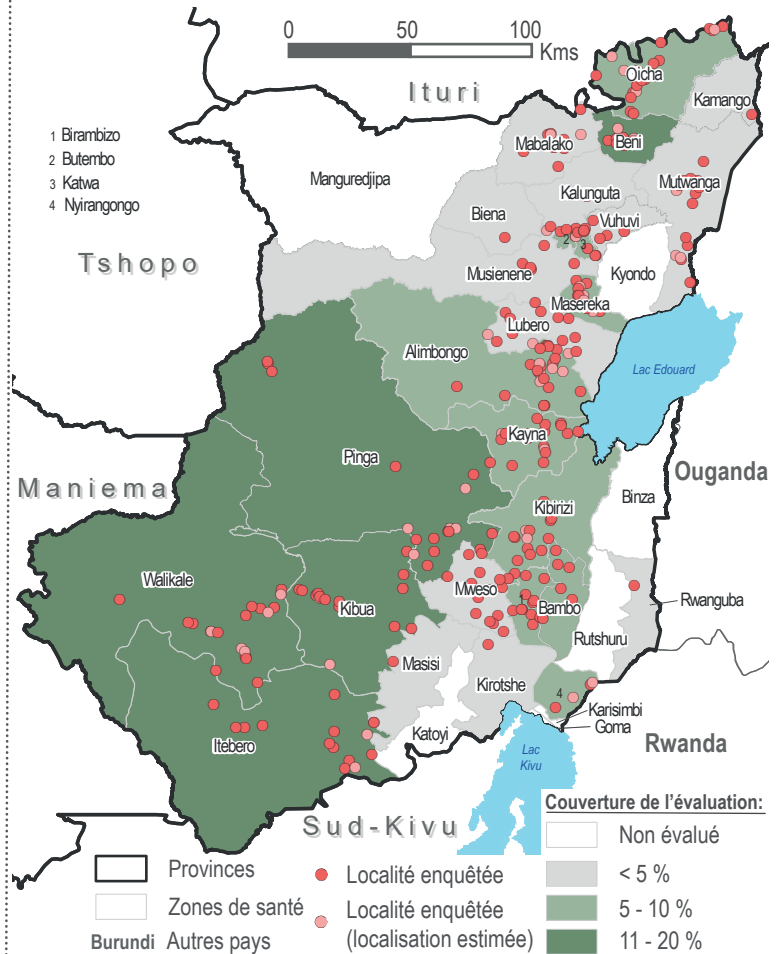 0 50 100
Kms
Ituri
Oicha
Kamango
1 Birambizo
2 Butembo
3 Katwa
4 Nyirangongo
Mabalako
Beni
Manguredjipa
Mutwanga
Kalunguta
Biena
Vuhuvi
2
3
Tshopo
Musienene
Kyondo
Masereka
Lubero
Alimbongo
Lac Edouard
Kayna
Pinga
Ouganda
Maniema
Binza
Kibirizi
Walikale
Mweso
Kibua
1
Bambo
Rwanguba
Rutshuru
Masisi
Kirotshe
4
Itebero
Katoyi
Karisimbi
Goma
Rwanda
Lac
Kivu
Sud-Kivu
Couverture de l'évaluation:
Non évalué
< 5 %
5 - 10 %
11 - 20 %
Provinces
Zones de santé
Burundi Autres pays
Localité enquêtée
Localité enquêtée
(localisation estimée)